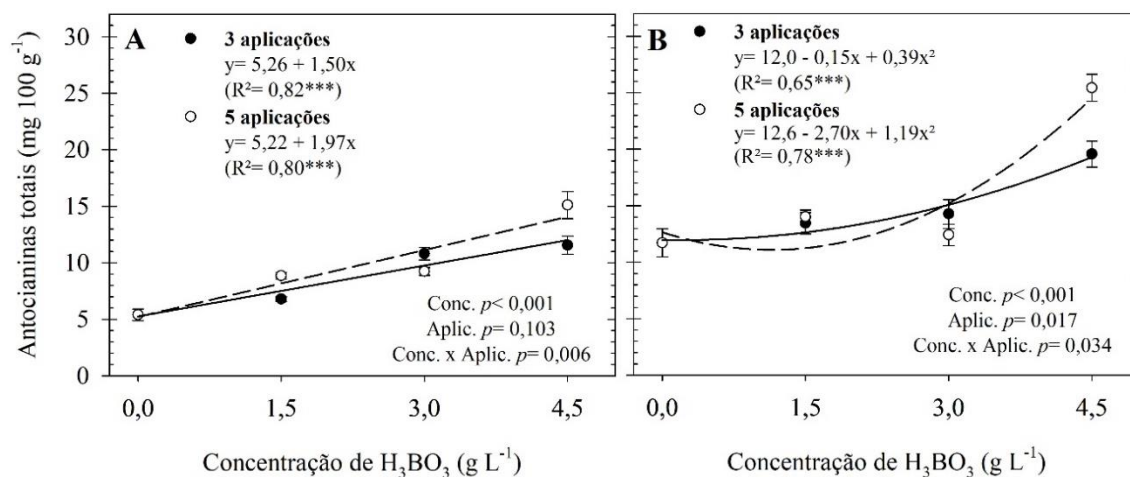 Antocianinas totais (mg 100 g⁻¹)
30
25
20
15
10
5
0
A
3 aplicações
y= 5,26 + 1,50x
(R²= 0,82***)
5 aplicações
y= 5,22 + 1,97x
(R²= 0,80***)
Conc. p< 0,001
Aplic. p= 0,103
Conc. x Aplic. p= 0,006
0,0 1,5 3,0 4,5
Concentração de H₃BO₃ (g L⁻¹)
B
3 aplicações
y= 12,0 - 0,15x + 0,39x²
(R²= 0,65***)
5 aplicações
y= 12,6 - 2,70x + 1,19x²
(R²= 0,78***)
Conc. p< 0,001
Aplic. p= 0,017
Conc. x Aplic. p= 0,034
0,0 1,5 3,0 4,5
Concentração de H₃BO₃ (g L⁻¹)